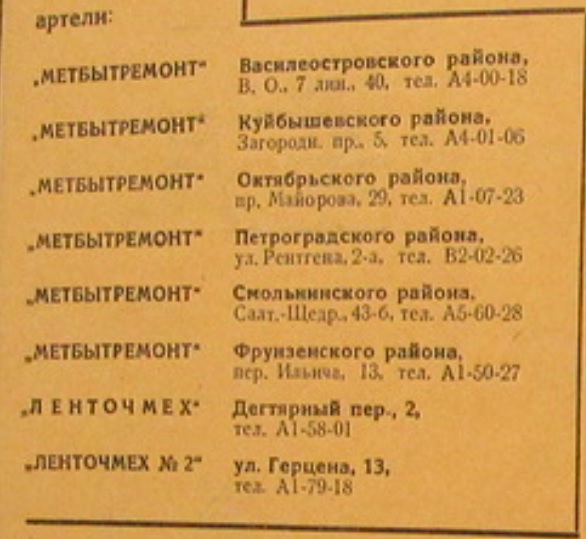 артели:
„МЕТБЫТРЕМОНТ“ Василеостровского района,
В. О., 7 лин., 40, тел. А4-00-18
„МЕТБЫТРЕМОНТ“ Куйбышевского района,
Загородн. пр., 5, тел. А4-01-06
„МЕТБЫТРЕМОНТ“ Октябрьского района,
пр. Майорова, 29, тел. А1-07-23
„МЕТБЫТРЕМОНТ“ Петроградского района,
ул. Рентгена, 2-а, тел. В2-02-26
„МЕТБЫТРЕМОНТ“ Смольнинского района,
Салт.-Щедр., 43-б, тел. А5-60-28
„МЕТБЫТРЕМОНТ“ Фрунзенского района,
пер. Ильича, 13, тел. А1-50-27
„ЛЕНТОЧМЕХ“ Дегтярный пер., 2,
тел. А1-58-01
„ЛЕНТОЧМЕХ № 2“ ул. Герцена, 13,
тел. А1-79-18